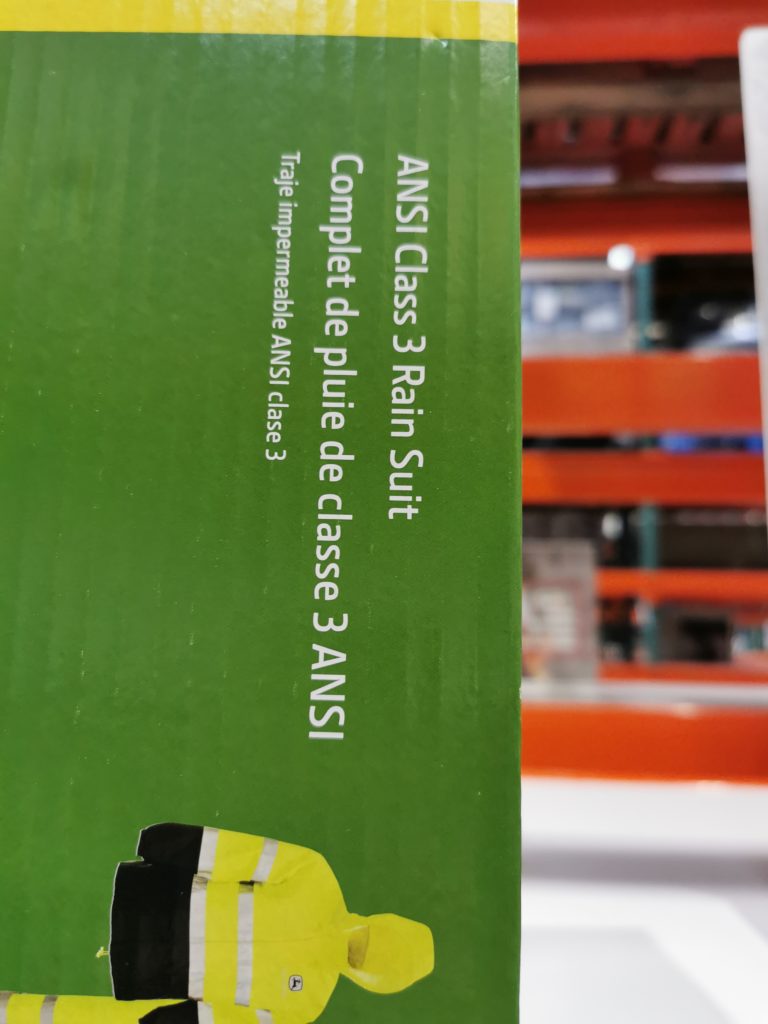 ANSI Class 3 Rain Suit
Complet de pluie de classe 3 ANSI
Traje impermeable ANSI clase 3